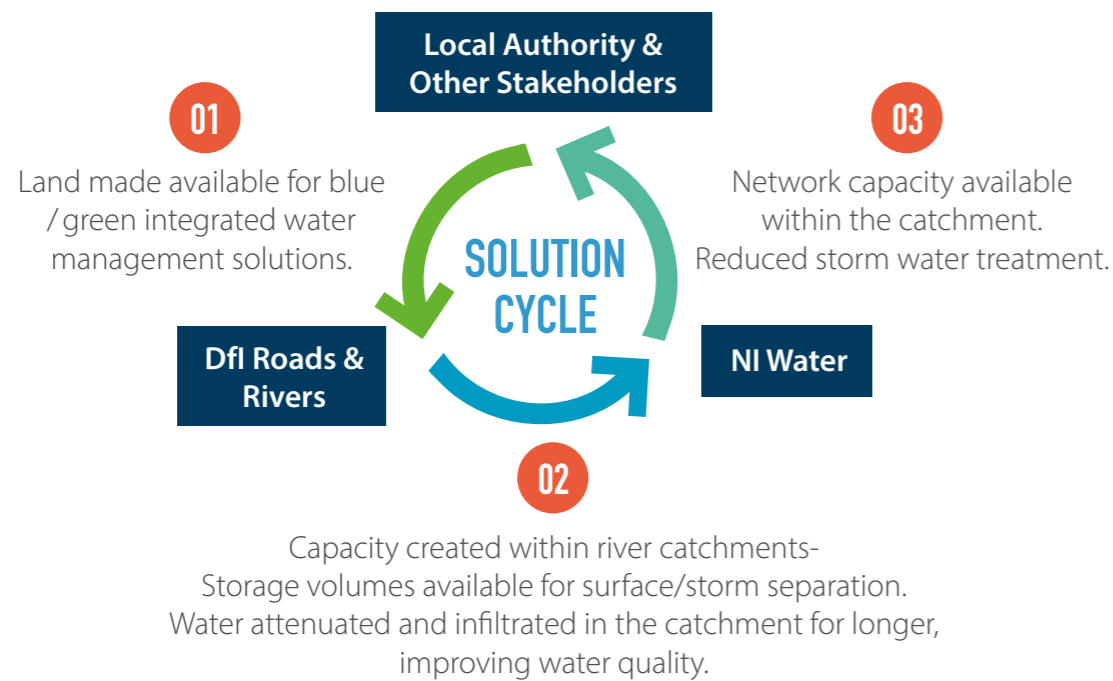 Local Authority &
Other Stakeholders
01
Land made available for blue
/ green integrated water
management solutions.
03
Network capacity available
within the catchment.
Reduced storm water treatment.
SOLUTION
CYCLE
DfI Roads &
Rivers
NI Water
02
Capacity created within river catchments-
Storage volumes available for surface/storm separation.
Water attenuated and infiltrated in the catchment for longer,
improving water quality.